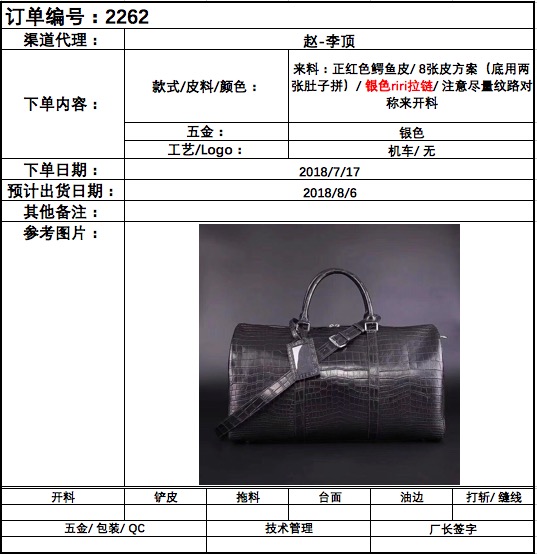 订单编号：2262
渠道代理： 赵-李顶
下单内容： 款式/皮料/颜色： 来料：正红色鳄鱼皮/ 8张皮方案（底用两
张肚子拼）/ 银色riri拉链/ 注意尽量纹路对
称来开料
五金： 银色
工艺/Logo： 机车/ 无
下单日期： 2018/7/17
预计出货日期： 2018/8/6
其他备注：
参考图片：
开料 铲皮 拖料 台面 油边 打斩/ 缝线
五金/ 包装/ QC 技术管理 厂长签字